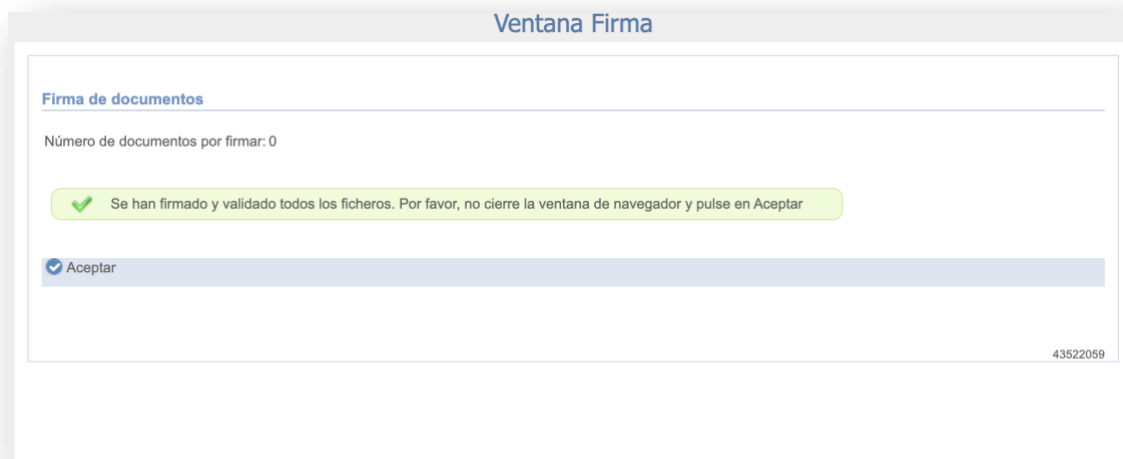 Ventana Firma
Firma de documentos
Número de documentos por firmar: 0
Se han firmado y validado todos los ficheros. Por favor, no cierre la ventana de navegador y pulse en Aceptar
Aceptar
43522059